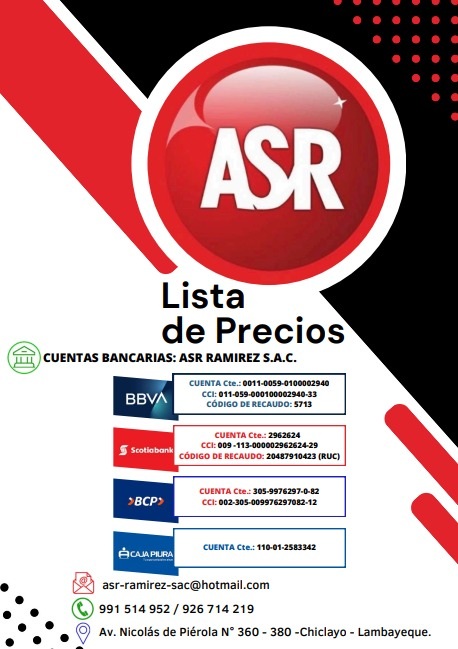 ASR
Lista
de Precios
CUENTAS BANCARIAS: ASR RAMIREZ S.A.C.
BBVA
CUENTA Cte.: 0011-0059-0100002940
CCI: 011-059-000100002940-33
CÓDIGO DE RECAUDO: 5713
Scotiabank
CUENTA Cte.: 2962624
CCI: 009 -113-000002962624-29
CÓDIGO DE RECAUDO: 20487910423 (RUC)
BCP
CUENTA Cte.: 305-9976297-0-82
CCI: 002-305-009976297082-12
CAJA PIURA
CUENTA Cte.: 110-01-2583342
asr-ramirez-sac@hotmail.com
991 514 952 / 926 714 219
Av. Nicolás de Piérola N° 360 - 380 -Chiclayo - Lambayeque.